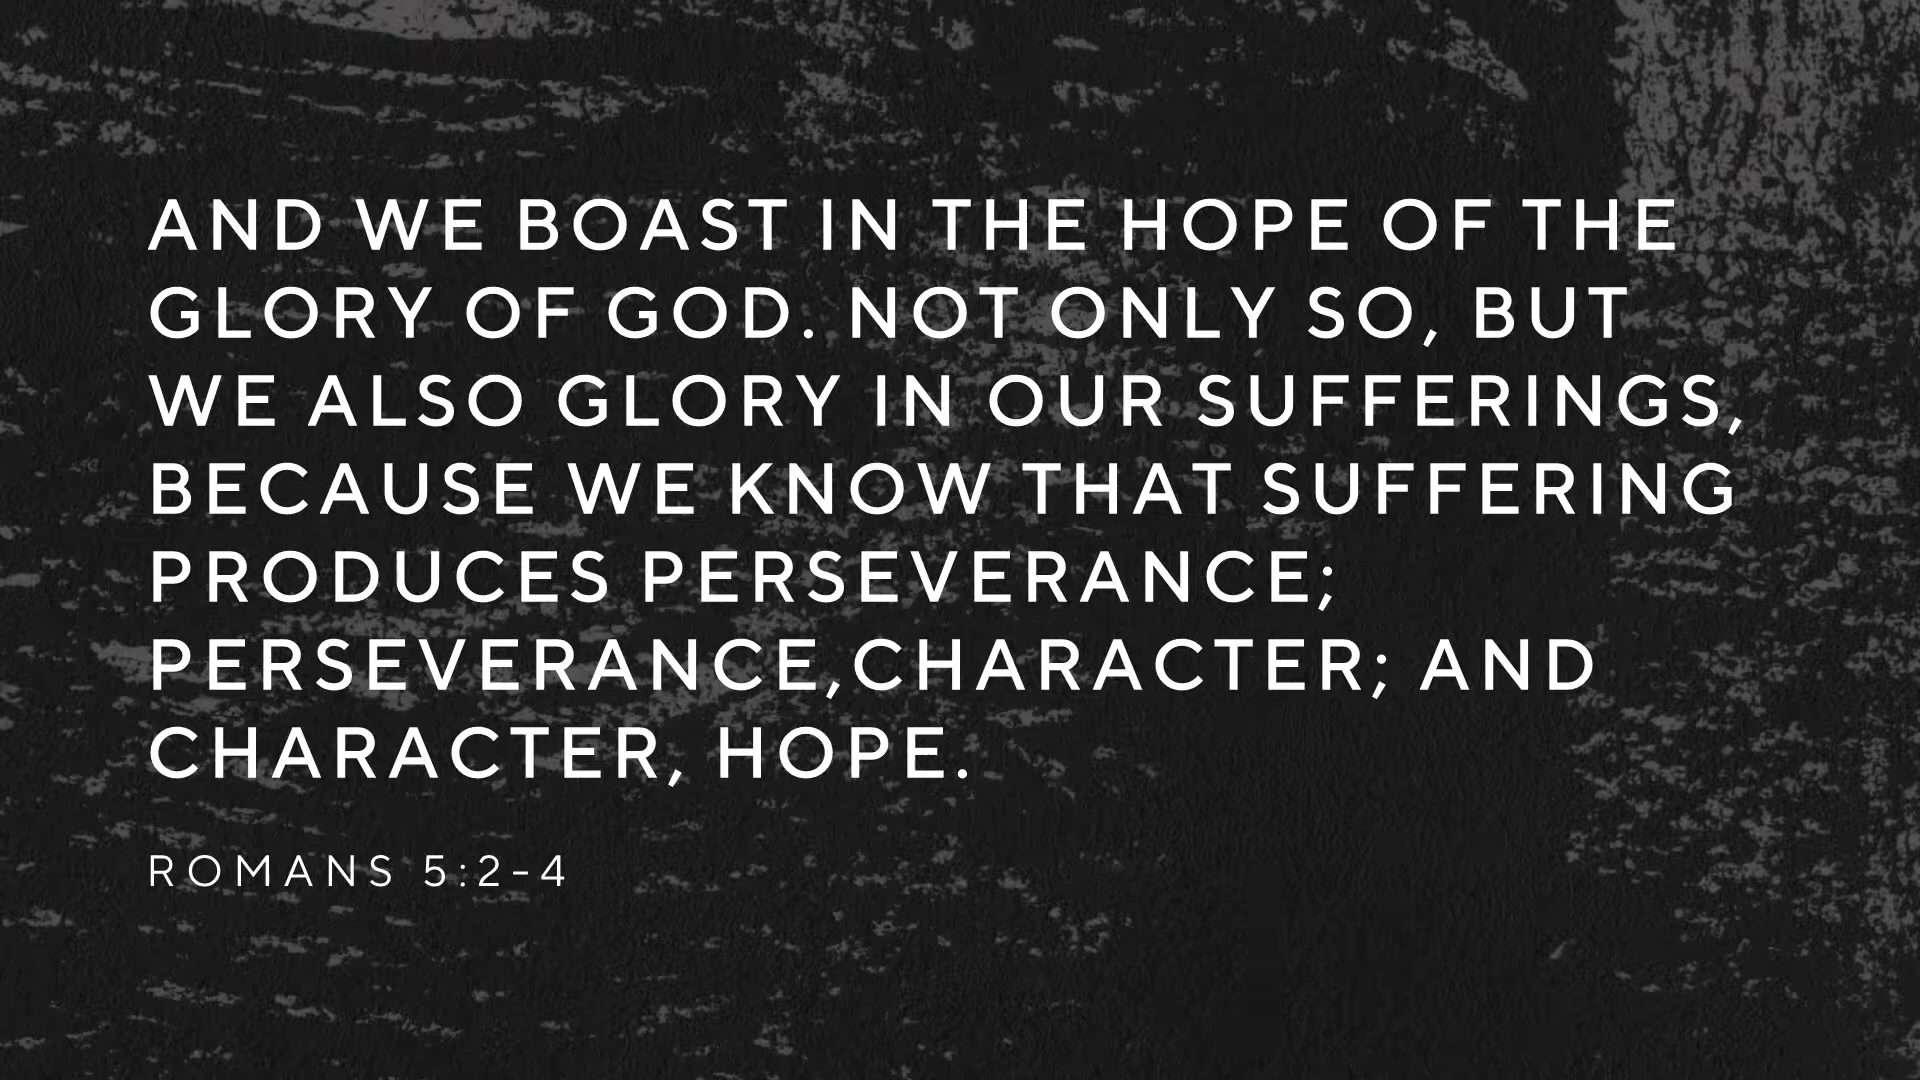 AND WE BOAST IN THE HOPE OF THE
GLORY OF GOD. NOT ONLY SO, BUT
WE ALSO GLORY IN OUR SUFFERINGS,
BECAUSE WE KNOW THAT SUFFERING
PRODUCES PERSEVERANCE;
PERSEVERANCE,CHARACTER; AND
CHARACTER, HOPE.
ROMANS 5:2-4